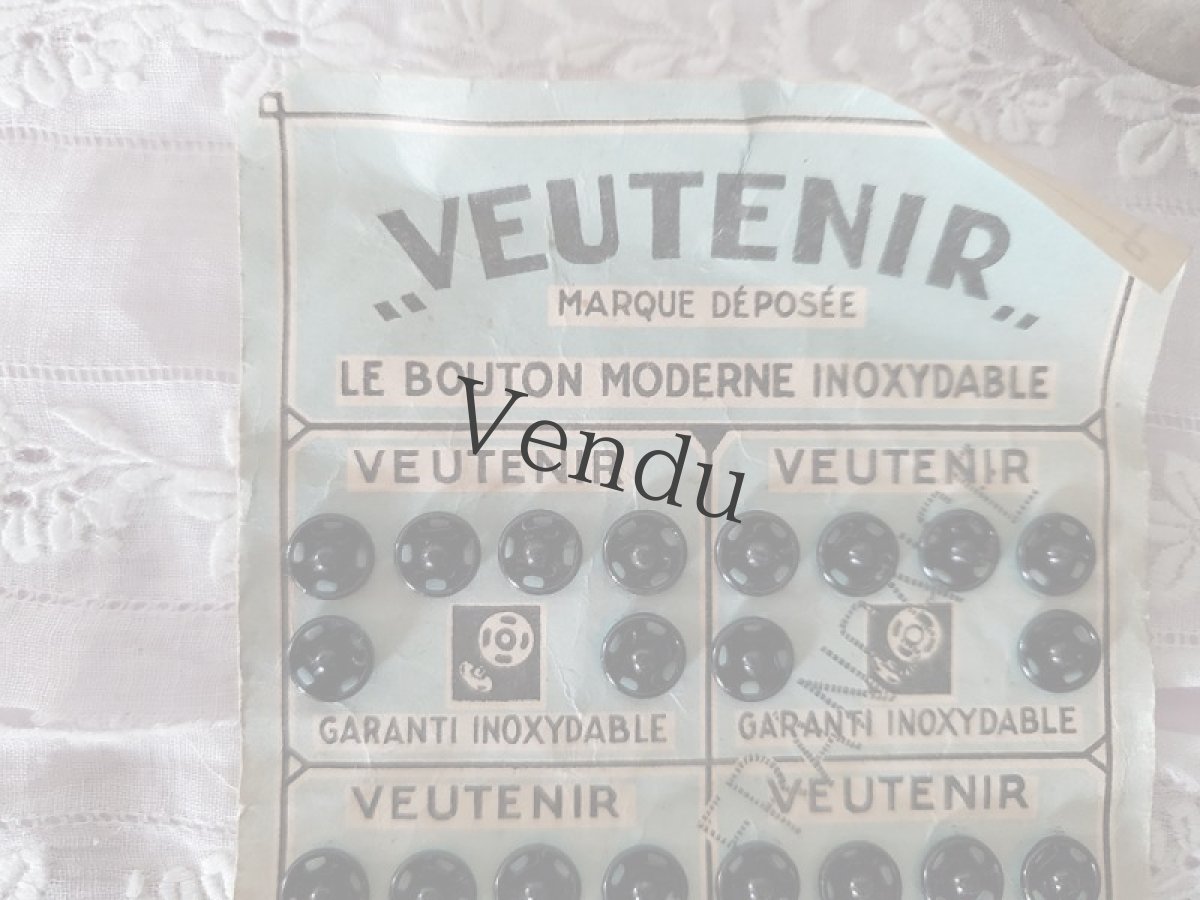 „VEUTENIR„
MARQUE DÉPOSÉE
LE BOUTON MODERNE INOXYDABLE
Vendu
VEUTENIR VEUTENIR
GARANTI INOXYDABLE GARANTI INOXYDABLE
VEUTENIR VEUTENIR